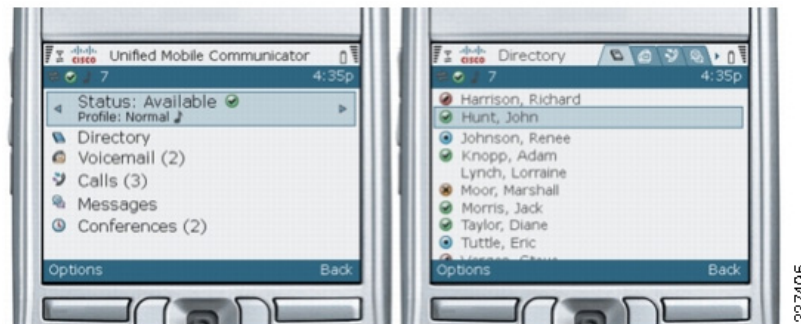 CISCO Unified Mobile Communicator
7 4:35p
Status: Available
Profile: Normal
Directory
Voicemail (2)
Calls (3)
Messages
Conferences (2)
Options Back
CISCO Directory
7 4:35p
Harrison, Richard
Hunt, John
Johnson, Renee
Knopp, Adam
Lynch, Lorraine
Moor, Marshall
Morris, Jack
Taylor, Diane
Tuttle, Eric
Options Back